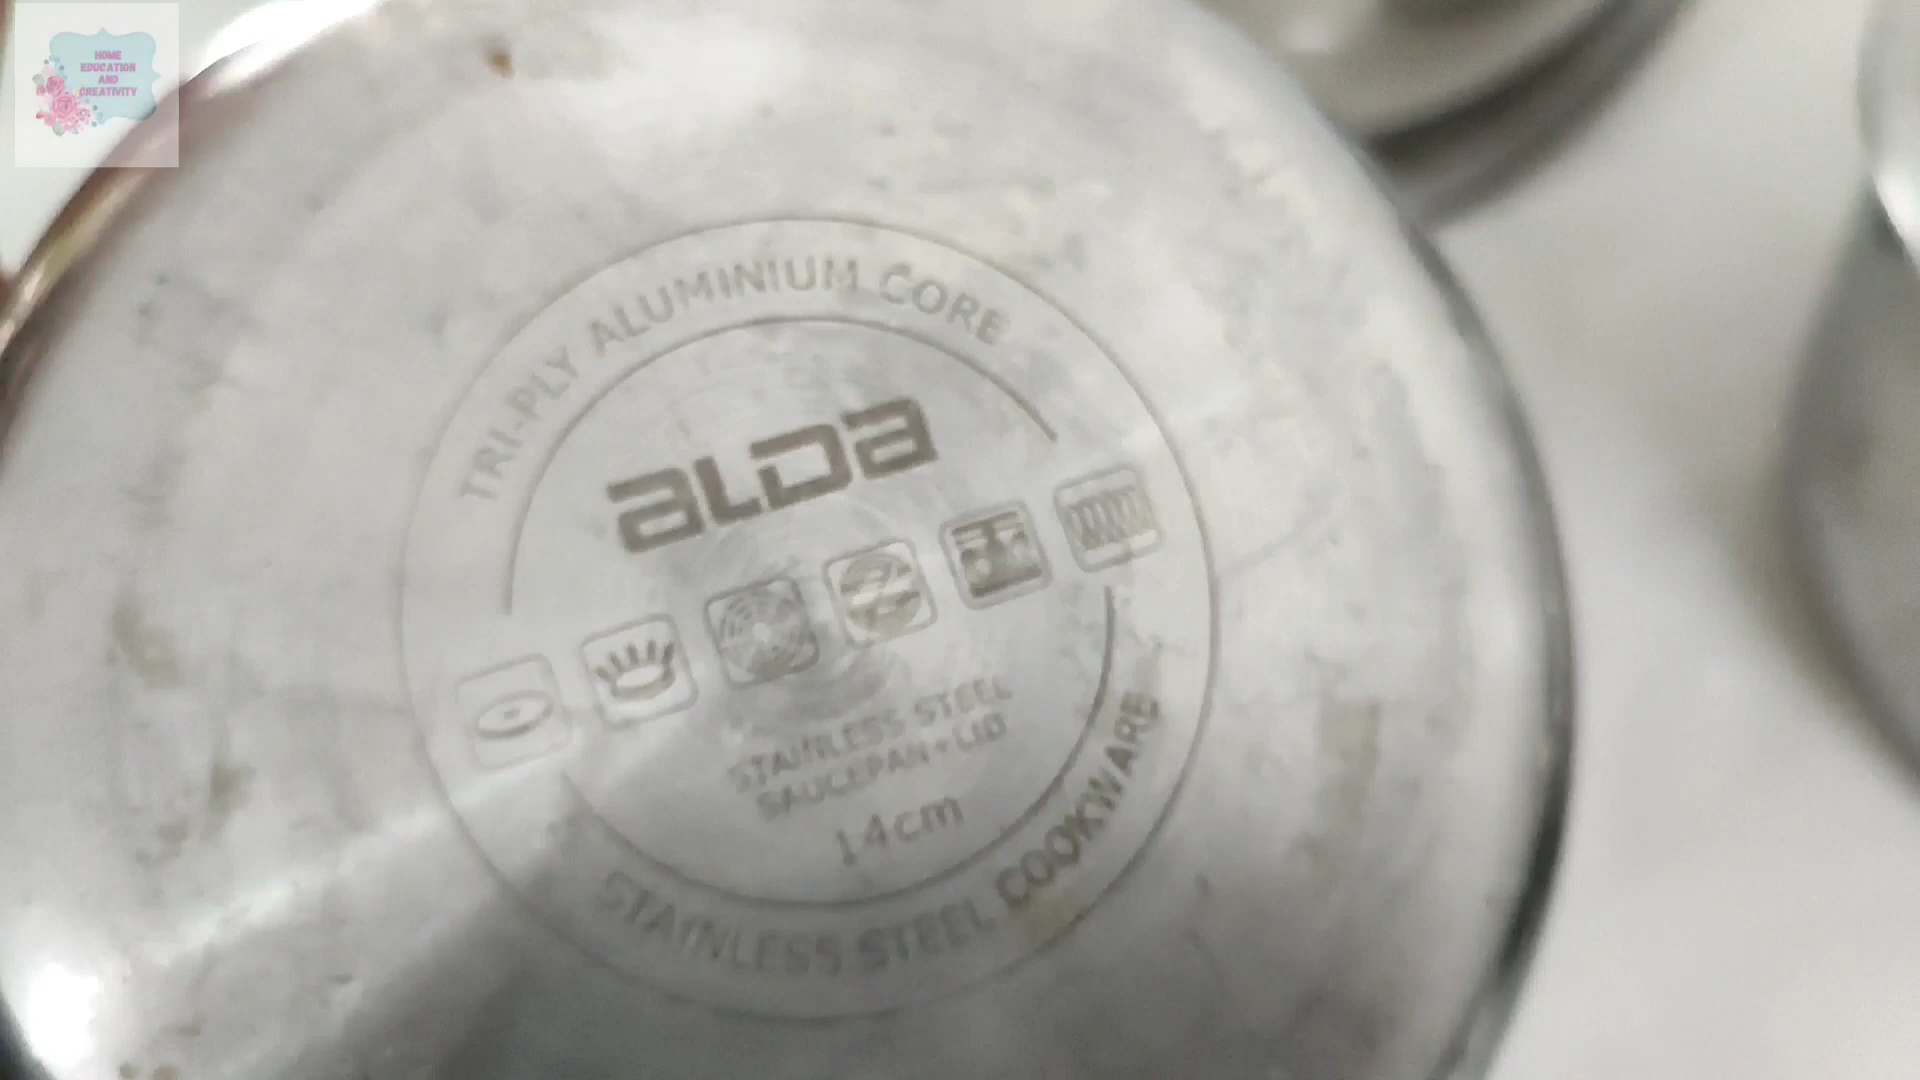 HOME
EDUCATION
AND
CREATIVITY
TRI-PLY ALUMINIUM CORE
aLDa
STAINLESS STEEL
SAUCEPAN+LID
14cm
STAINLESS STEEL COOKWARE